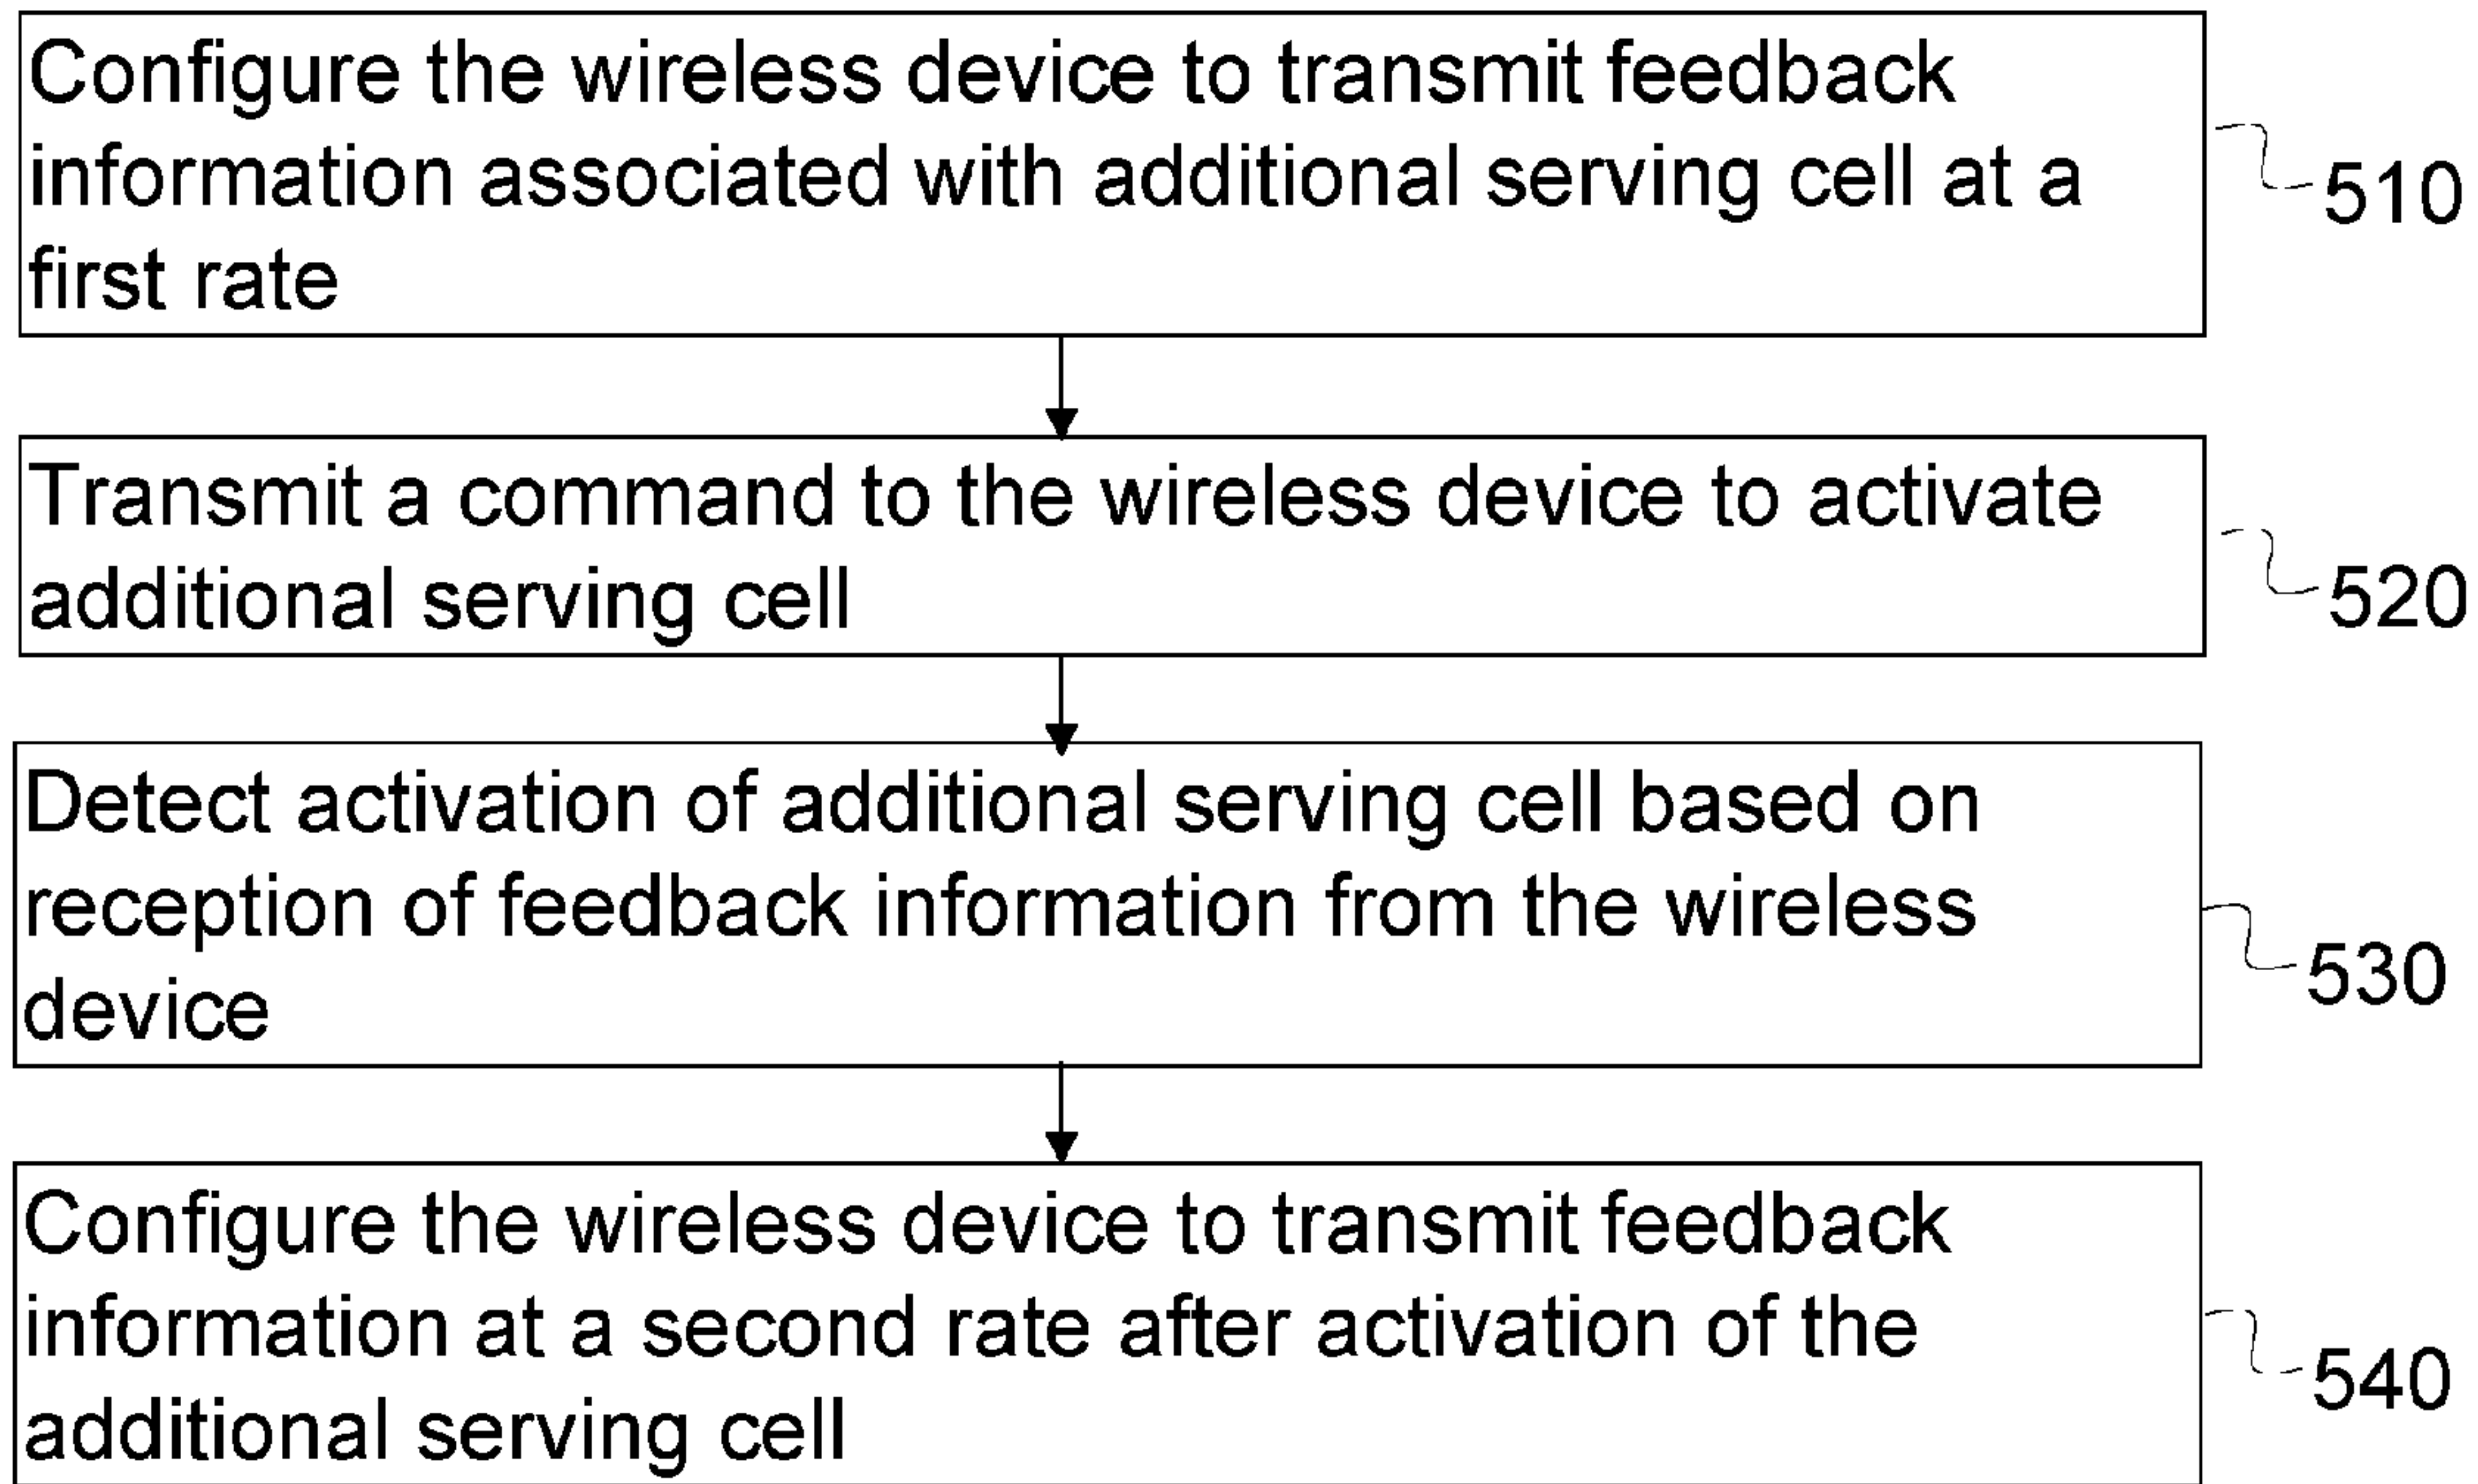 Configure the wireless device to transmit feedback
information associated with additional serving cell at a
first rate
510
Transmit a command to the wireless device to activate
additional serving cell
520
Detect activation of additional serving cell based on
reception of feedback information from the wireless
device
530
Configure the wireless device to transmit feedback
information at a second rate after activation of the
additional serving cell
540